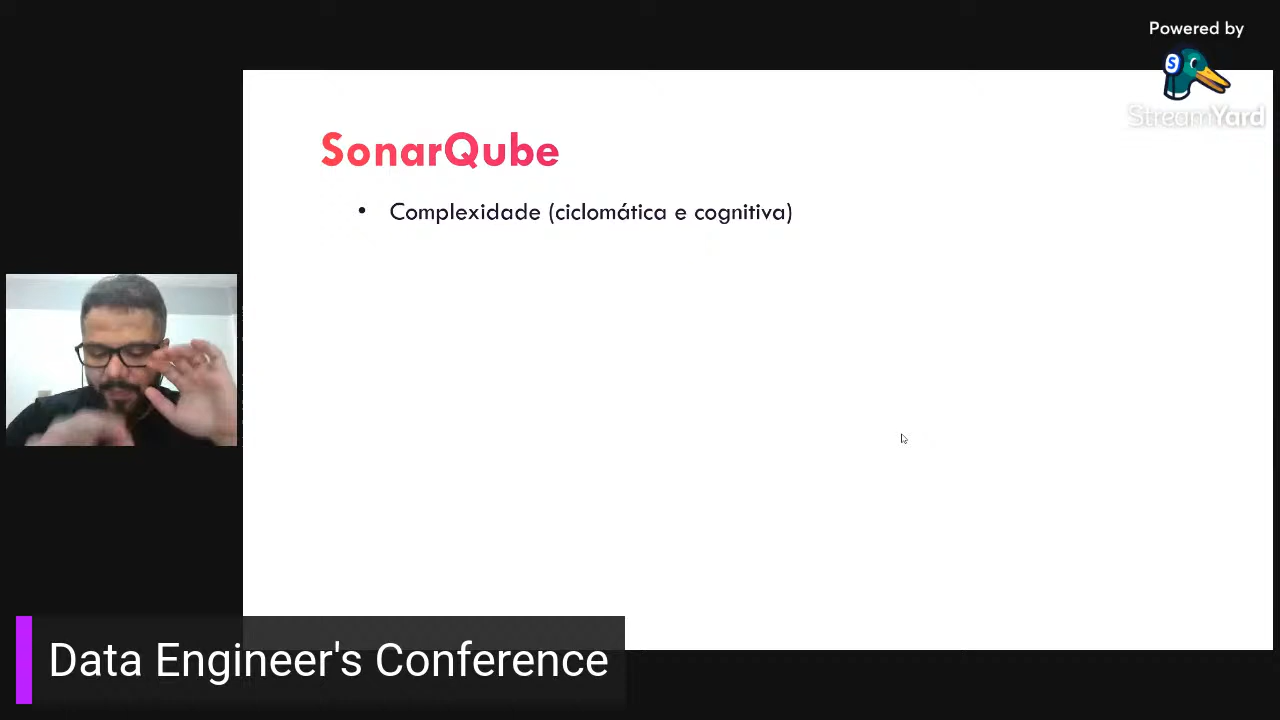 Powered by
StreamYard
SonarQube
• Complexidade (ciclomática e cognitiva)
Data Engineer's Conference